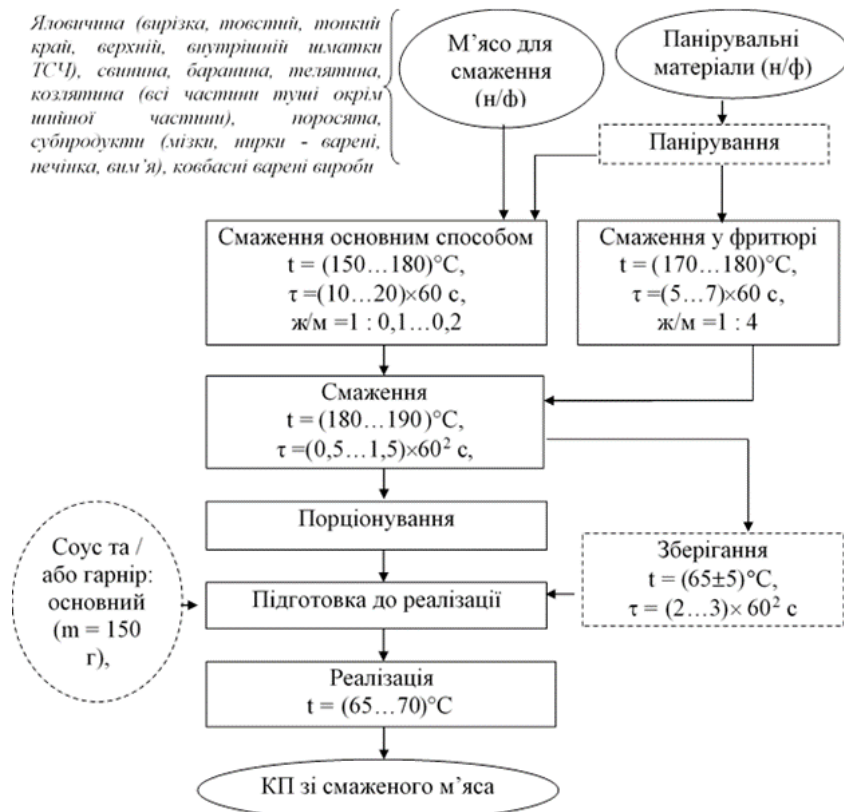 Яловичина (вирізка, товстий, тонкий
край, верхній, внутрішній шматки
ТСЧ), свинина, баранина, телятина,
козлятина (всі частини туші окрім
шийної частини), поросята,
субпродукти (мізки, нирки - варені,
печінка, вим’я), ковбасні варені вироби
М’ясо для
смаження
(н/ф)
Панірувальні
матеріали (н/ф)
Панірування
Смаження основним способом
t = (150…180)°С,
τ =(10…20)×60 с,
ж/м =1 : 0,1…0,2
Смаження у фритюрі
t = (170…180)°С,
τ =(5…7)×60 с,
ж/м =1 : 4
Смаження
t = (180…190)°С,
τ =(0,5…1,5)×60² с,
Порціонування
Соус та /
або гарнір:
основний
(m = 150
г),
Зберігання
t = (65±5)°С,
τ = (2…3)× 60² с
Підготовка до реалізації
Реалізація
t = (65…70)°С
КП зі смаженого м’яса